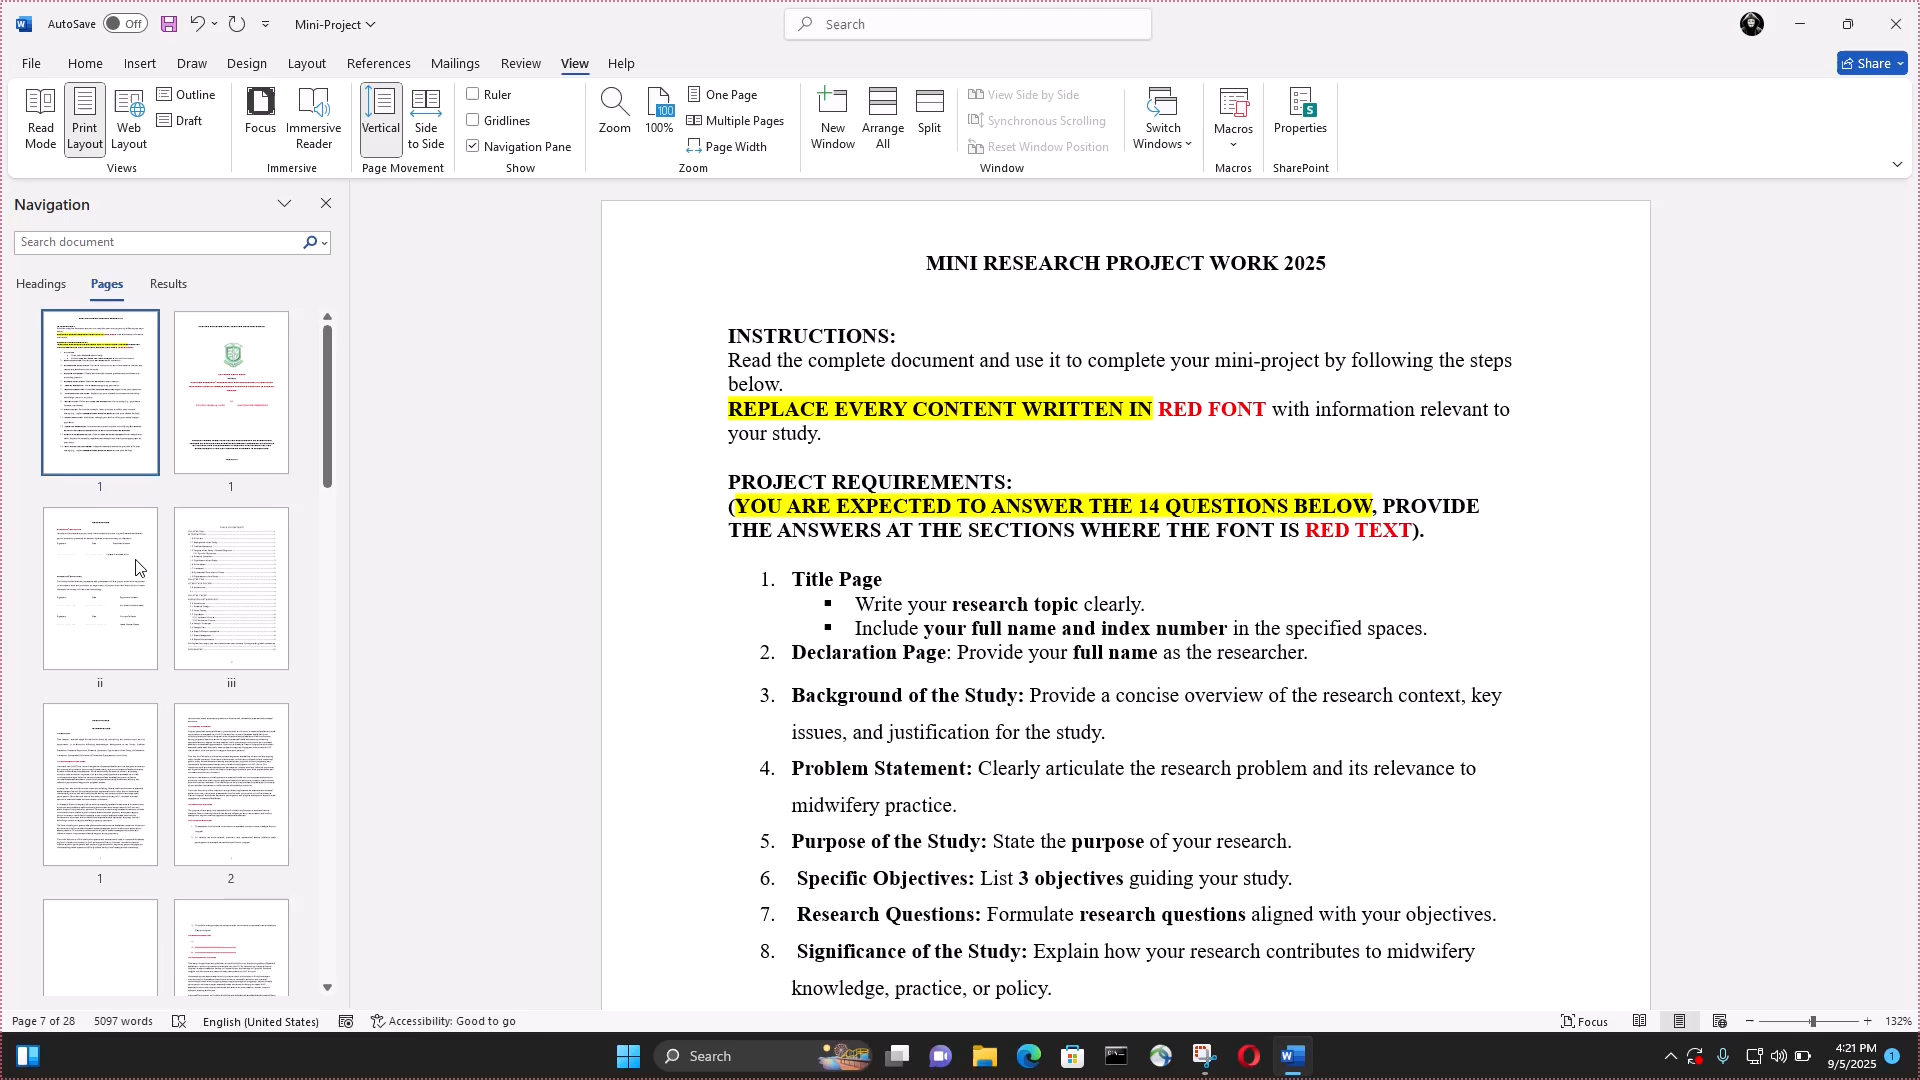 AutoSave Off Mini-Project Search
File Home Insert Draw Design Layout References Mailings Review View Help Share
Read Mode
Print Layout
Web Layout
Outline
Draft
Views
Focus
Immersive Reader
Immersive
Vertical
Side to Side
Page Movement
Ruler
Gridlines
Navigation Pane
Show
Zoom
100
100%
One Page
Multiple Pages
Page Width
Zoom
New Window
Arrange All
Split
View Side by Side
Synchronous Scrolling
Reset Window Position
Window
Switch Windows
Macros
Macros
Properties
SharePoint
Navigation
Search document
Headings Pages Results
1 1
ii iii
1 2
MINI RESEARCH PROJECT WORK 2025
INSTRUCTIONS:
Read the complete document and use it to complete your mini-project by following the steps
below.
REPLACE EVERY CONTENT WRITTEN IN RED FONT with information relevant to
your study.
PROJECT REQUIREMENTS:
(YOU ARE EXPECTED TO ANSWER THE 14 QUESTIONS BELOW, PROVIDE
THE ANSWERS AT THE SECTIONS WHERE THE FONT IS RED TEXT).
1. Title Page
▪ Write your research topic clearly.
▪ Include your full name and index number in the specified spaces.
2. Declaration Page: Provide your full name as the researcher.
3. Background of the Study: Provide a concise overview of the research context, key
issues, and justification for the study.
4. Problem Statement: Clearly articulate the research problem and its relevance to
midwifery practice.
5. Purpose of the Study: State the purpose of your research.
6. Specific Objectives: List 3 objectives guiding your study.
7. Research Questions: Formulate research questions aligned with your objectives.
8. Significance of the Study: Explain how your research contributes to midwifery
knowledge, practice, or policy.
Page 7 of 28 5097 words English (United States) Accessibility: Good to go Focus 132%
Search 4:21 PM
9/5/2025 1